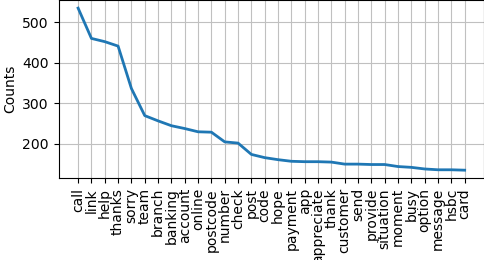 500
400
300
200
Counts
call
link
help
thanks
sorry
team
branch
banking
account
online
postcode
number
check
post
code
hope
payment
app
appreciate
thank
customer
send
provide
situation
moment
busy
option
message
hsbc
card